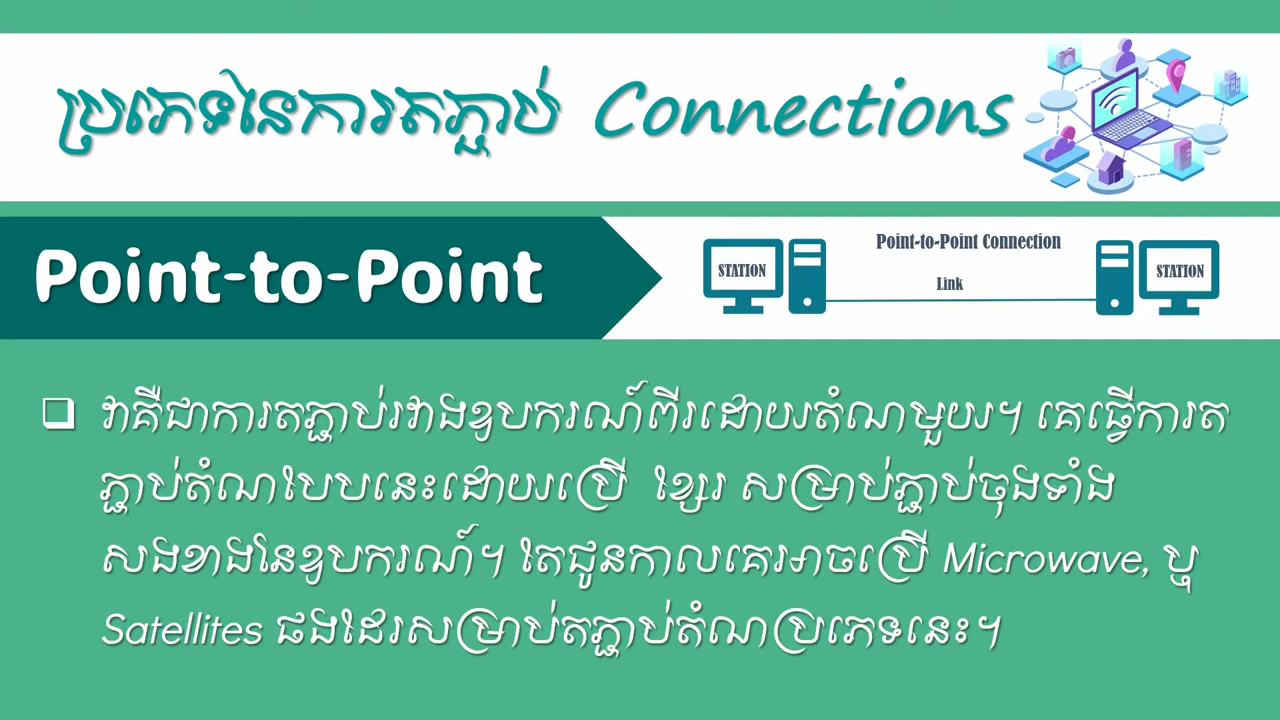 ប្រភេទនៃការតភ្ជាប់ Connections
Point-to-Point
Point-to-Point Connection
STATION
Link
STATION
វាគឺជាការតភ្ជាប់រវាងឧបករណ៍ពីរដោយតំណមួយ។ គេធ្វើការត
ភ្ជាប់តំណបែបនេះដោយប្រើ ខ្សែរ សម្រាប់ភ្ជាប់ចុងទាំង
សងខាងនៃឧបករណ៍។ តែជូនកាលគេអាចប្រើ Microwave, ឬ
Satellites ផងដែរសម្រាប់តភ្ជាប់តំណប្រភេទនេះ។